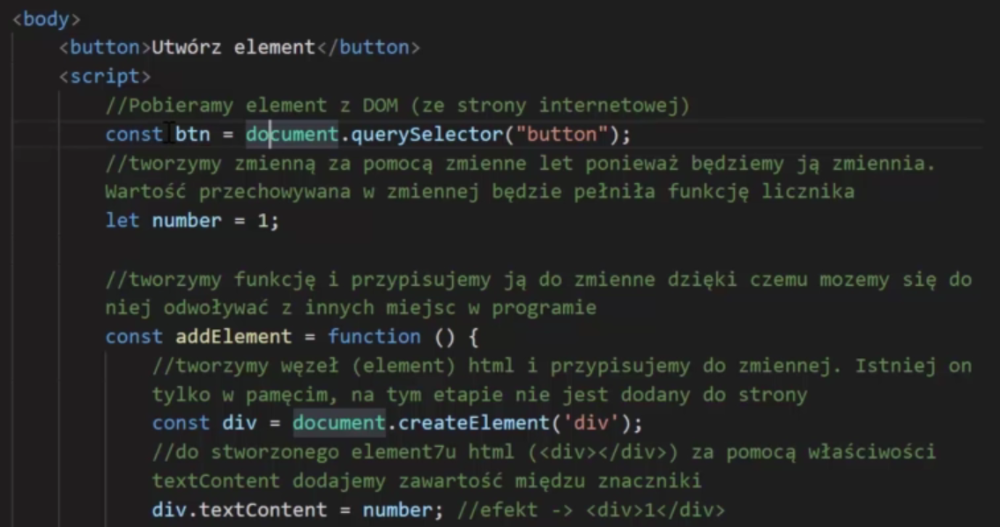 <body>
<button>Utwórz element</button>
<script>
//Pobieramy element z DOM (ze strony internetowej)
const btn = document.querySelector("button");
//tworzymy zmienną za pomocą zmienne let ponieważ będziemy ją zmiennia.
Wartość przechowywana w zmiennej będzie pełniła funkcję licznika
let number = 1;
//tworzymy funkcję i przypisujemy ją do zmienne dzięki czemu mozemy się do
niej odwoływać z innych miejsc w programie
const addElement = function () {
//tworzymy węzeł (element) html i przypisujemy do zmiennej. Istniej on
tylko w pamęcim, na tym etapie nie jest dodany do strony
const div = document.createElement('div');
//do stworzonego element7u html (<div></div>) za pomocą właściwości
textContent dodajemy zawartość międzu znaczniki
div.textContent = number; //efekt -> <div>1</div>